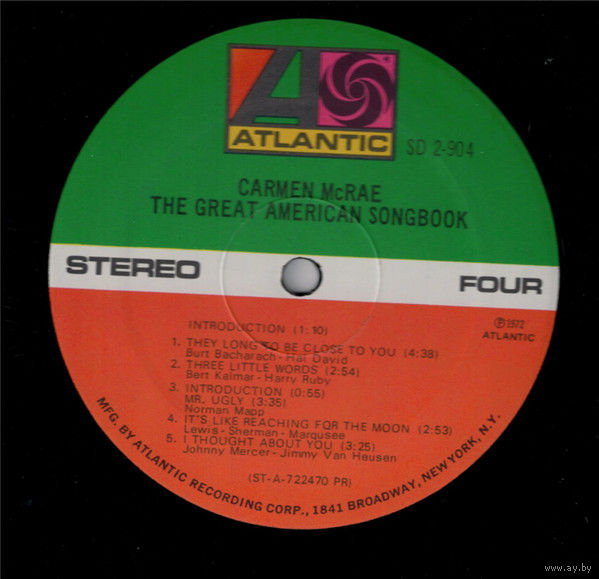 ATLANTIC
SD 2-904
CARMEN McRAE
THE GREAT AMERICAN SONGBOOK
STEREO
FOUR
℗1972
ATLANTIC
INTRODUCTION (1:10)
1. THEY LONG TO BE CLOSE TO YOU (4:38)
Burt Bacharach - Hal David
2. THREE LITTLE WORDS (2:54)
Bert Kalmar - Harry Ruby
3. INTRODUCTION (0:55)
MR. UGLY (3:35)
Norman Mapp
4. IT'S LIKE REACHING FOR THE MOON (2:53)
Lewis - Sherman - Marqusee
5. I THOUGHT ABOUT YOU (3:25)
Johnny Mercer - Jimmy Van Heusen
(ST-A-722470 PR)
MFG. BY ATLANTIC RECORDING CORP., 1841 BROADWAY, NEW YORK, N.Y.
www.ay.by